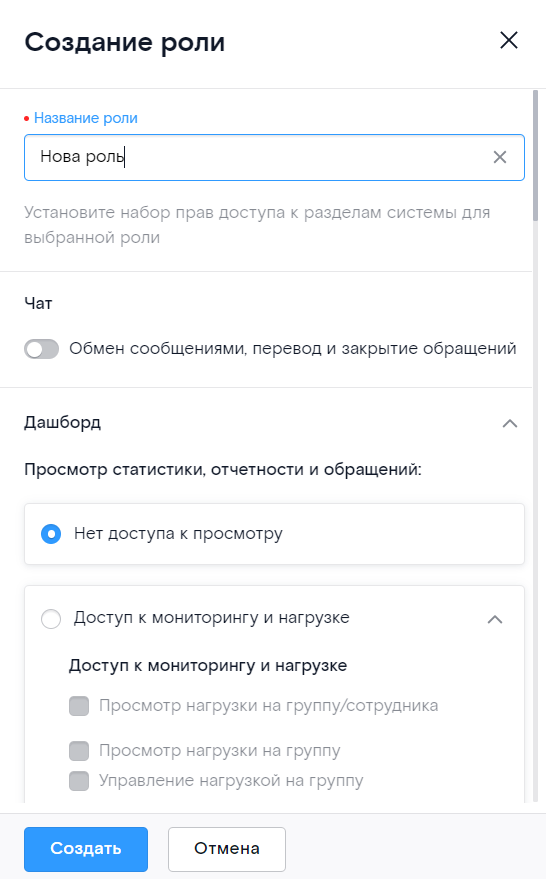 Создание роли
Название роли
Нова роль
Установите набор прав доступа к разделам системы для
выбранной роли
Чат
Обмен сообщениями, перевод и закрытие обращений
Дашборд
Просмотр статистики, отчетности и обращений:
Нет доступа к просмотру
Доступ к мониторингу и нагрузке
Доступ к мониторингу и нагрузке
Просмотр нагрузки на группу/сотрудника
Просмотр нагрузки на группу
Управление нагрузкой на группу
Создать
Отмена